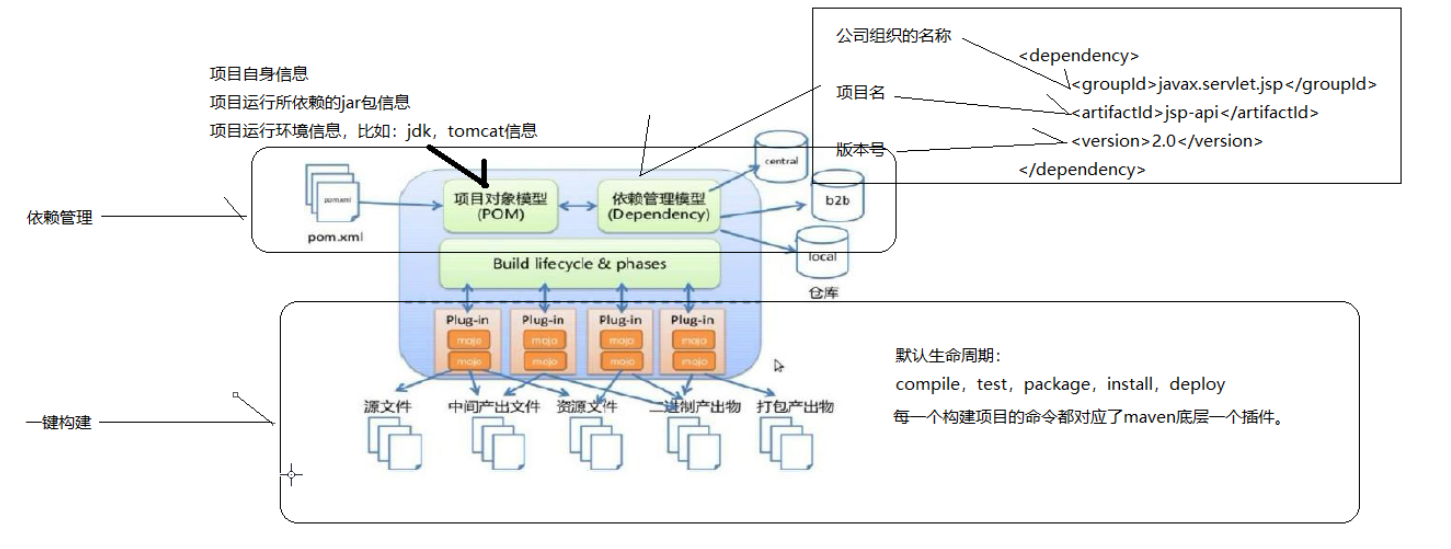 公司组织的名称
<dependency>
项目自身信息
<groupId>javax.servlet.jsp</groupId>
项目运行所依赖的jar包信息
项目名
<artifactId>jsp-api</artifactId>
项目运行环境信息，比如：jdk，tomcat信息
版本号
<version>2.0</version>
central
</dependency>
pom.xml
项目对象模型
(POM)
依赖管理模型
(Dependency)
b2b
依赖管理
pom.xml
Build lifecycle & phases
local
仓库
Plug-in
Plug-in
Plug-in
Plug-in
mojo
mojo
mojo
mojo
mojo
mojo
mojo
mojo
默认生命周期：
compile，test，package，install，deploy
源文件
中间产出文件
资源文件
二进制产出物
打包产出物
每一个构建项目的命令都对应了maven底层一个插件。
一键构建